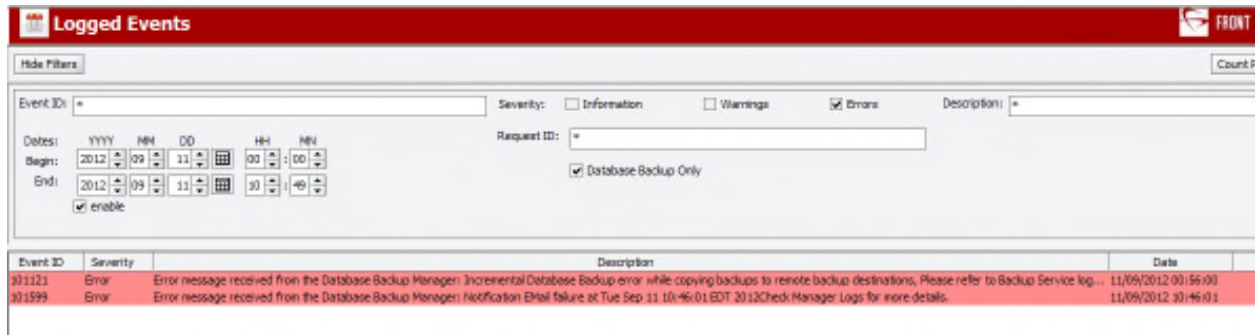 Logged Events
FRONT
Hide Filters
Count
Event ID: *
Severity: Information Warnings Errors
Description: *
Dates: YYYY MM DD HH MN
Request ID: *
Begin: 2012 09 11 00 : 00
Database Backup Only
End: 2012 09 11 10 : 49
enable
Event ID Severity Description Date
101121 Error Error message received from the Database Backup Manager: Incremental Database Backup error while copying backups to remote backup destinations, Please refer to Backup Service log... 11/09/2012 00:56:00
101599 Error Error message received from the Database Backup Manager: Notification EMail failure at Tue Sep 11 10:46:01 EDT 2012Check Manager Logs for more details. 11/09/2012 10:46:01